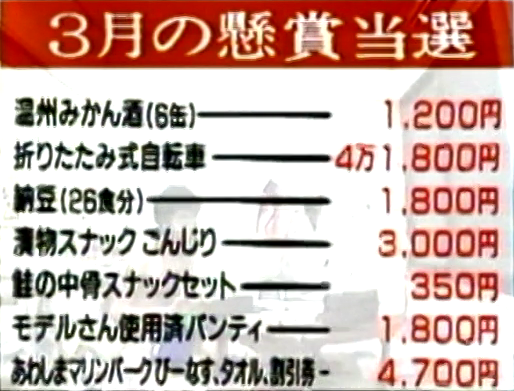 3月の懸賞当選
温州みかん酒(6缶) 1,200円
折りたたみ式自転車 4万1,800円
納豆(26食分) 1,800円
漬物スナック こんじり 3,000円
鮭の中骨スナックセット 350円
モデルさん使用済パンティ 1,800円
あわしまマリンパークびーなす、タオル、割引券 4,700円